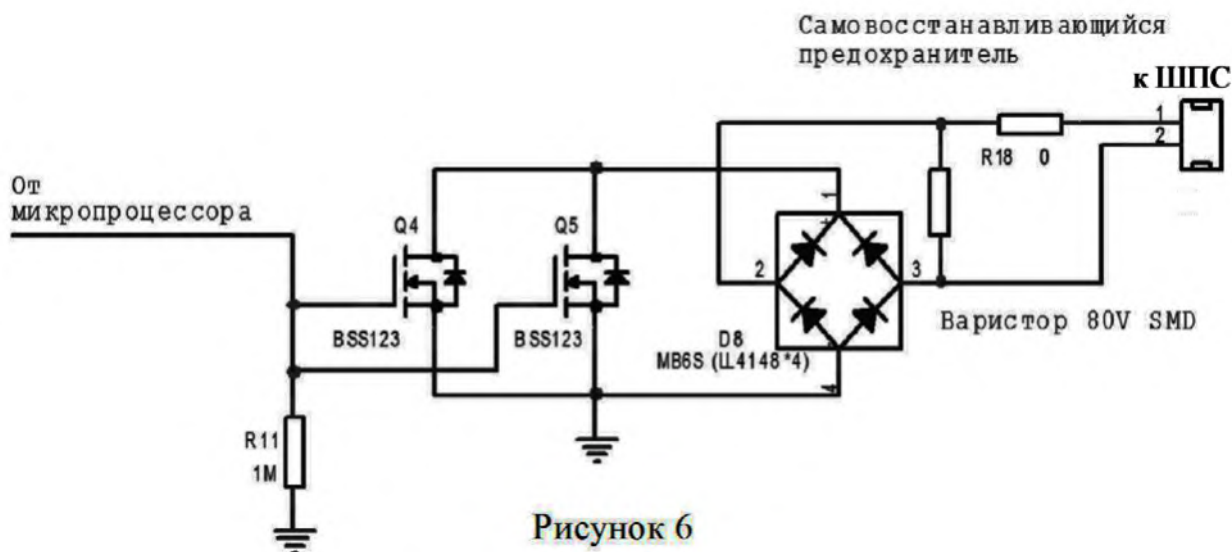 Самовосстанавливающийся
предохранитель
к ШПС
1
2
R18 0
От
микропроцессора
Q4
Q5
1
2
3
4
BSS123
BSS123
D8
MB6S (LL4148*4)
Варистор 80V SMD
R11
1M
Рисунок 6